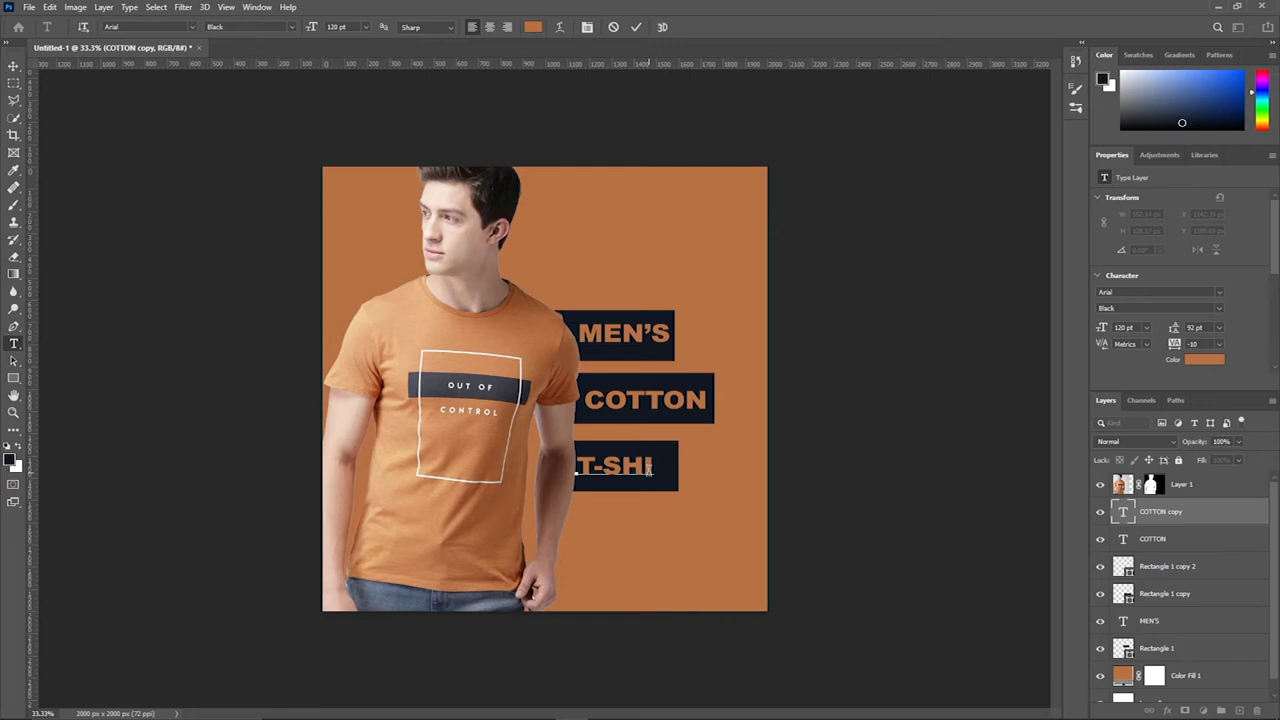 File Edit Image Layer Type Select Filter 3D View Window Help
Arial Black 120 pt Sharp 3D
Untitled-1 @ 33.3% (COTTON copy, RGB/8#) * ×
MEN'S
COTTON
T-SHI
OUT OF
CONTROL
Color Swatches Gradients Patterns
Properties Adjustments Libraries
Type Layer
Transform
Character
Arial
Black
120 pt 92 pt
Metrics -10
Color
Layers Channels Paths
Kind
Normal Opacity: 100%
Lock: Fill: 100%
Layer 1
COTTON copy
COTTON
Rectangle 1 copy 2
Rectangle 1 copy
MEN'S
Rectangle 1
Color Fill 1
33.33% 2000 px x 2000 px (72 ppi)